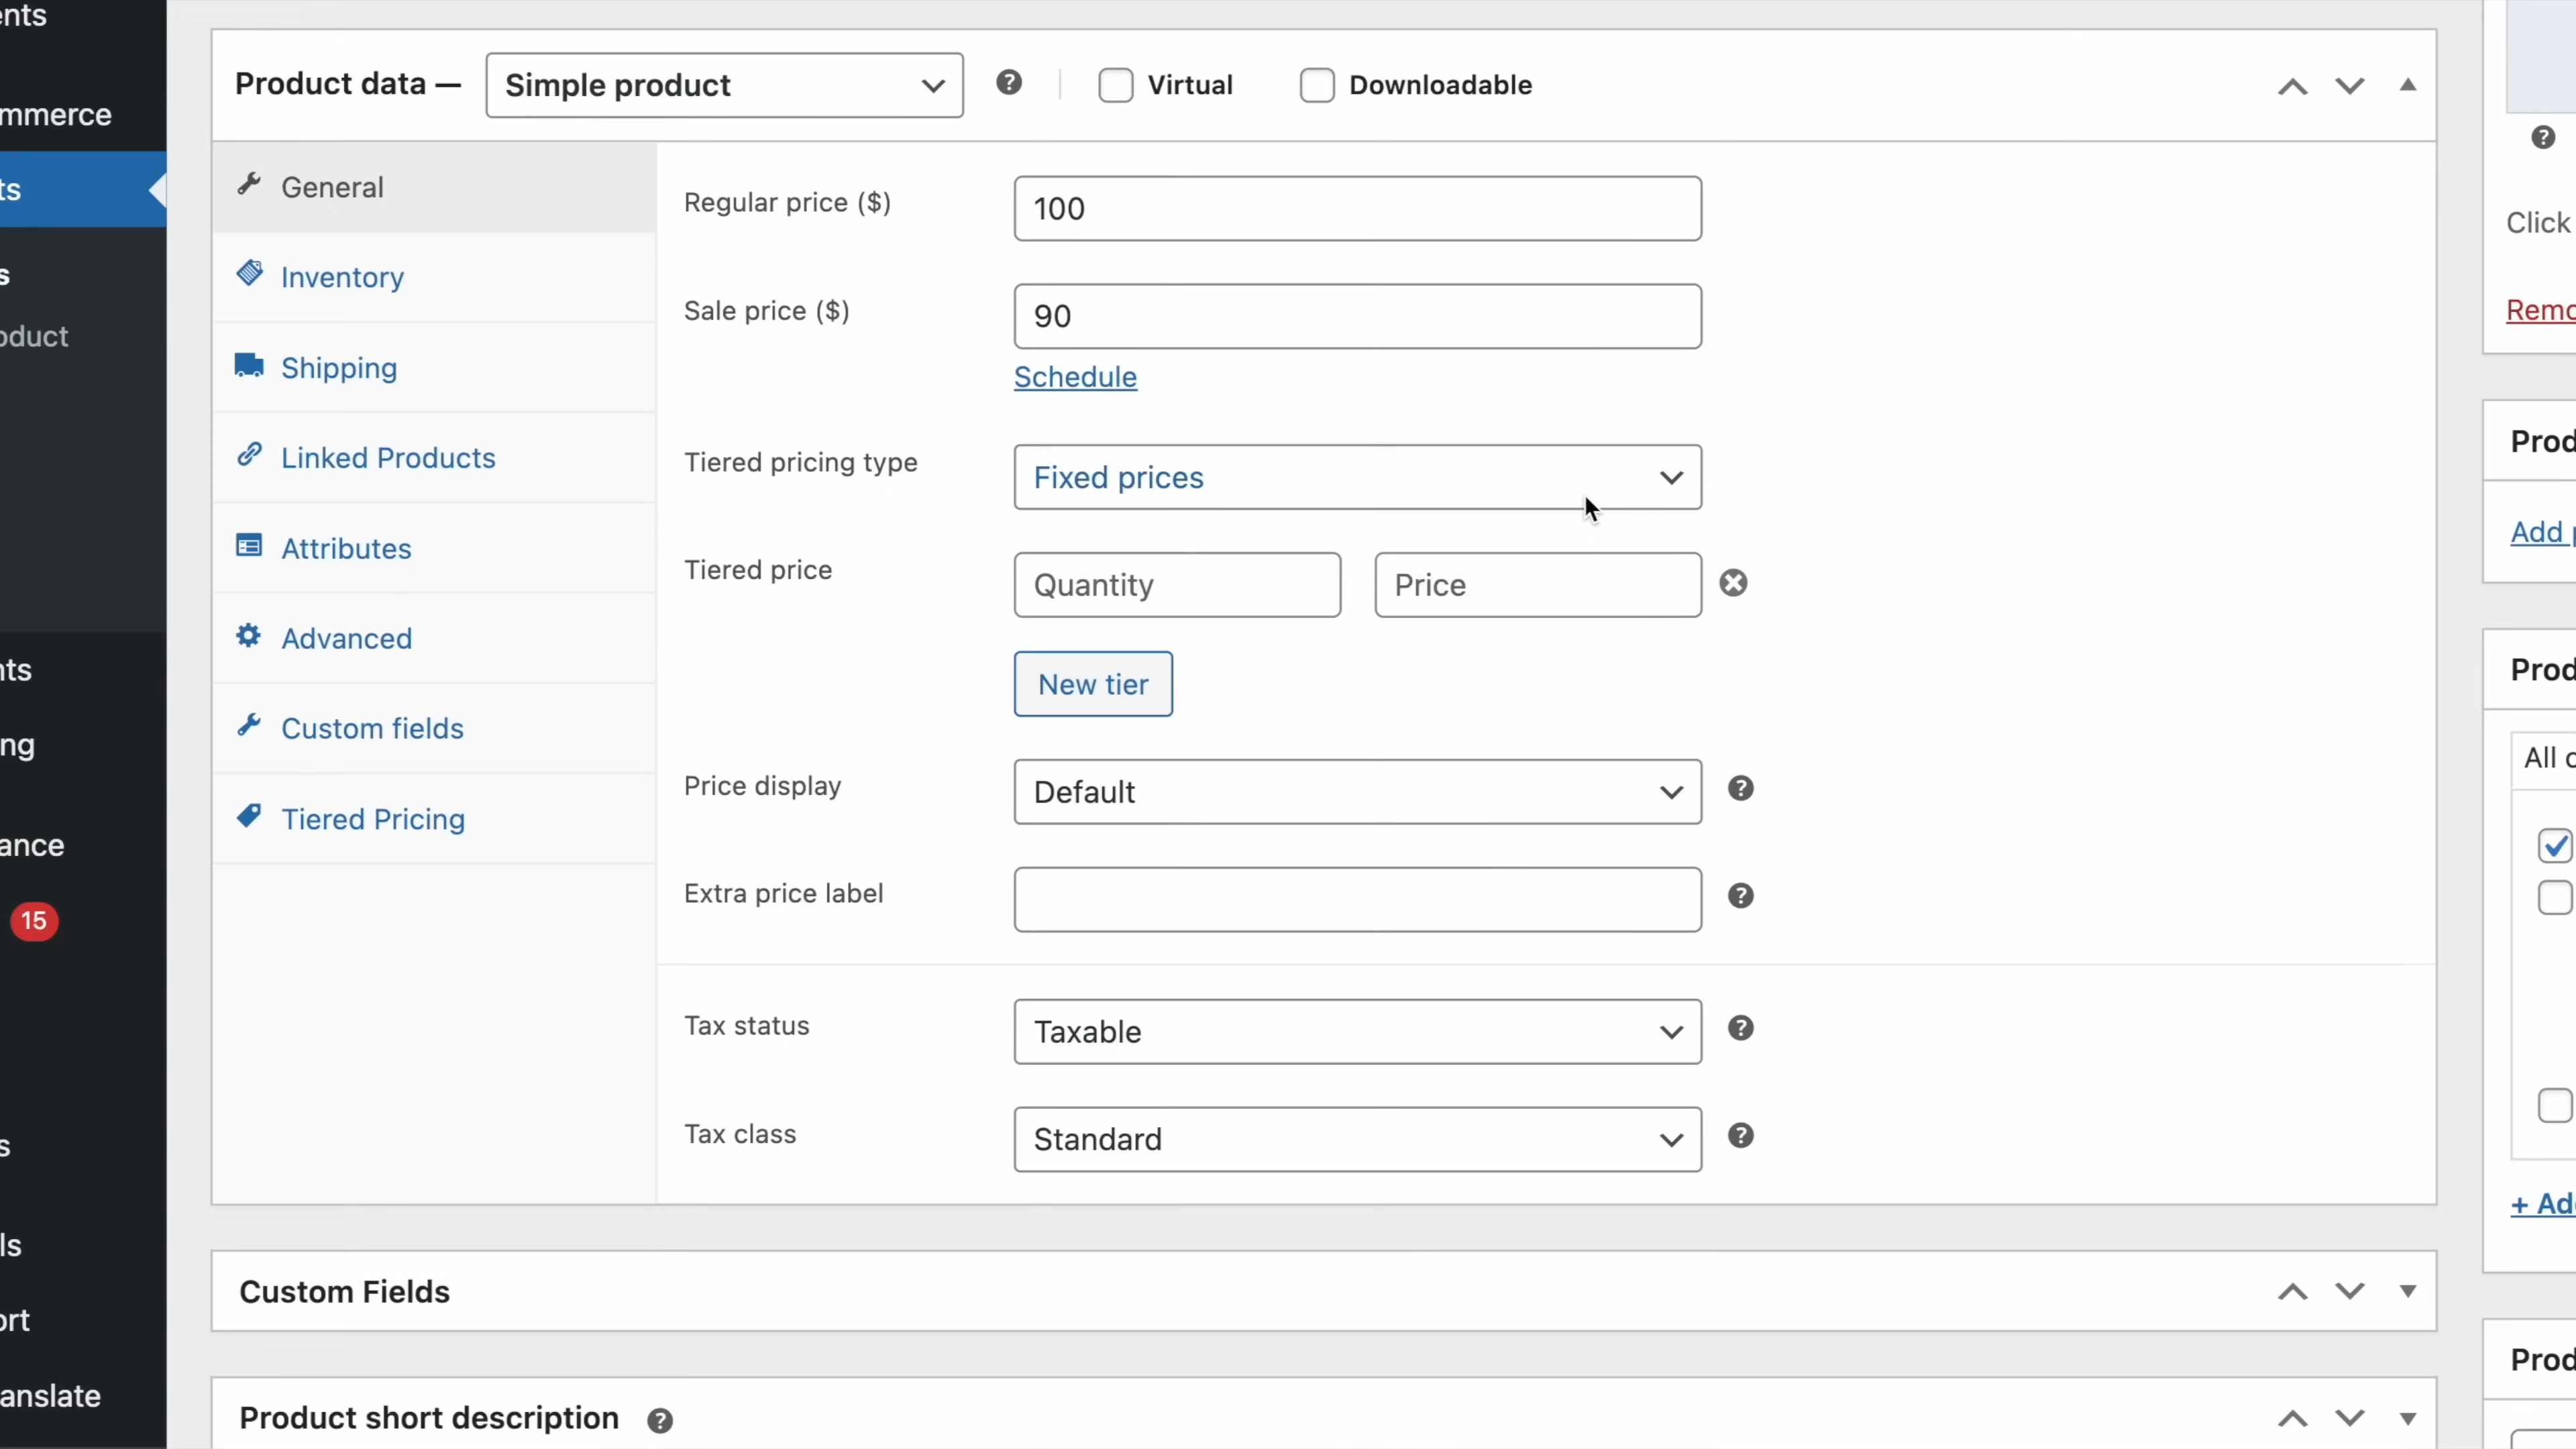 ents
mmerce
ts
s
oduct
nts
ng
ance
15
s
ls
ort
anslate
Product data — Simple product Virtual Downloadable
General
Inventory
Shipping
Linked Products
Attributes
Advanced
Custom fields
Tiered Pricing
Regular price ($) 100
Sale price ($) 90
Schedule
Tiered pricing type Fixed prices
Tiered price Quantity Price
New tier
Price display Default
Extra price label
Tax status Taxable
Tax class Standard
Custom Fields
Product short description
Click
Remo
Prod
Add p
Prod
All c
+ Ad
Prod